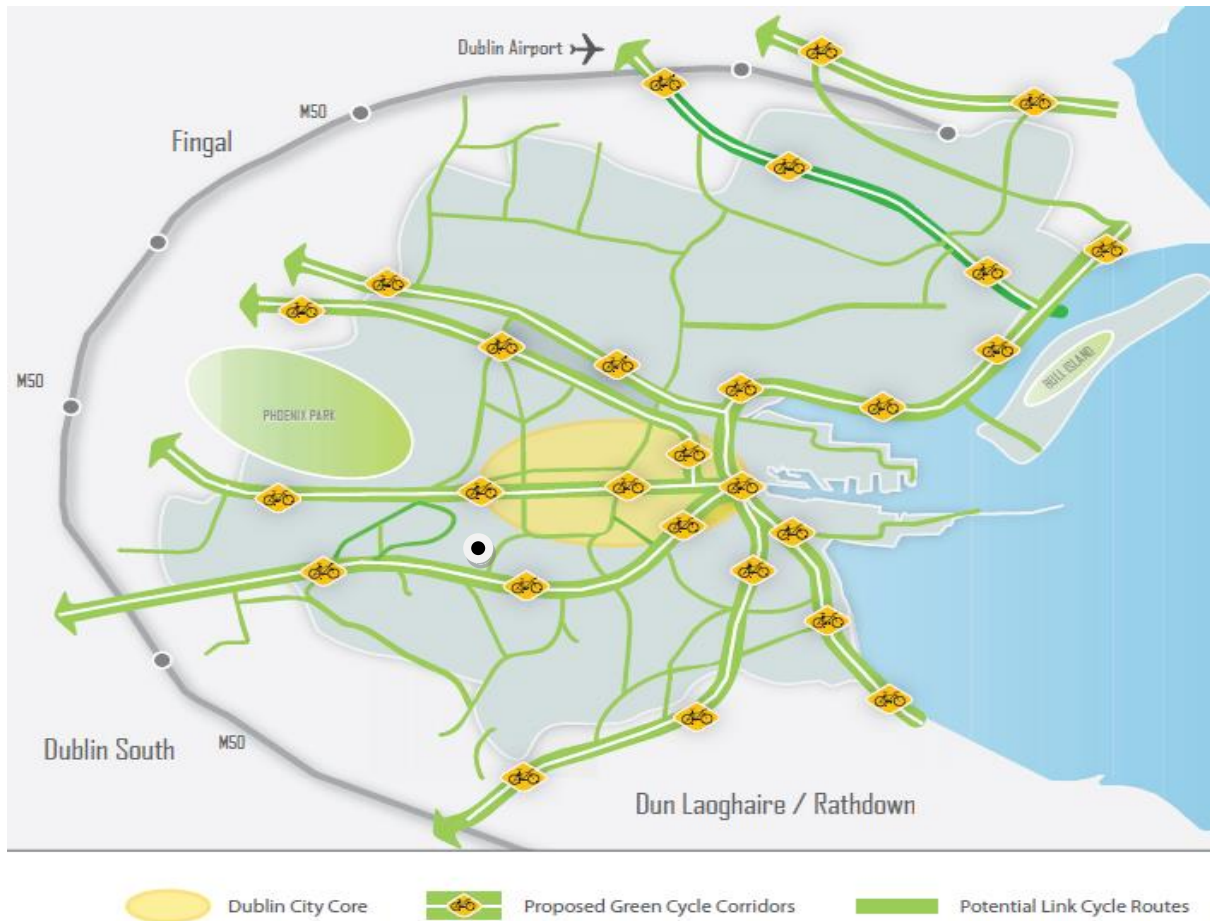 Dublin Airport
M50
Fingal
M50
PHOENIX PARK
BULL ISLAND
Dublin South
M50
Dun Laoghaire / Rathdown
Dublin City Core
Proposed Green Cycle Corridors
Potential Link Cycle Routes